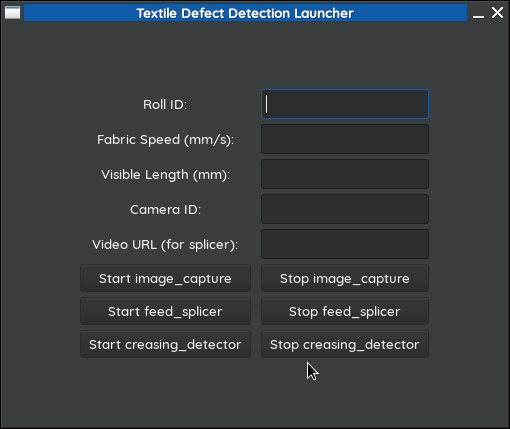 Textile Defect Detection Launcher
Roll ID:
Fabric Speed (mm/s):
Visible Length (mm):
Camera ID:
Video URL (for splicer):
Start image_capture Stop image_capture
Start feed_splicer Stop feed_splicer
Start creasing_detector Stop creasing_detector